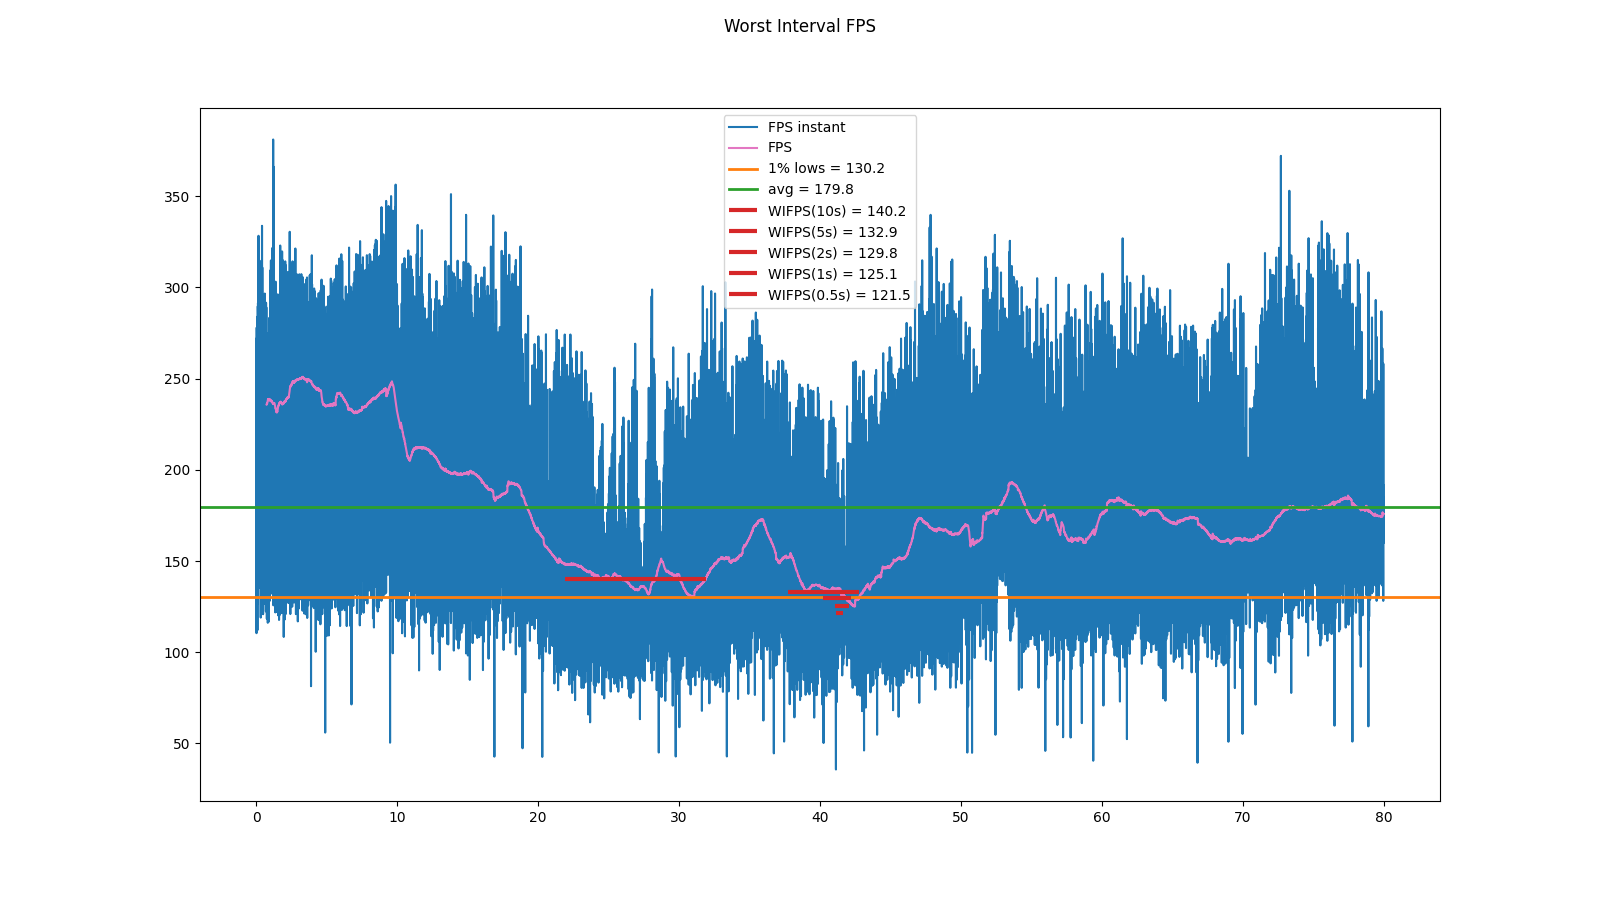 Worst Interval FPS
FPS instant
FPS
1% lows = 130.2
avg = 179.8
WIFPS(10s) = 140.2
WIFPS(5s) = 132.9
WIFPS(2s) = 129.8
WIFPS(1s) = 125.1
WIFPS(0.5s) = 121.5
350
300
250
200
150
100
50
0 10 20 30 40 50 60 70 80